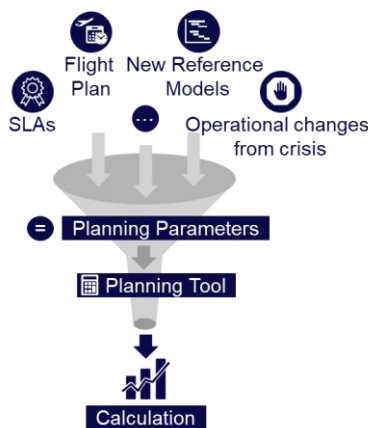 Flight
Plan
New Reference
Models
SLAs
...
Operational changes
from crisis
= Planning Parameters
Planning Tool
Calculation